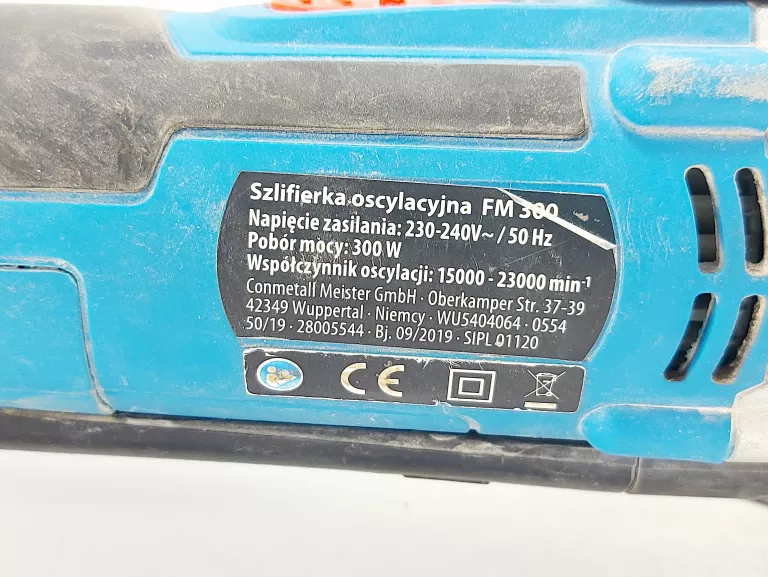 Szlifierka oscylacyjna FM 300
Napięcie zasilania: 230-240V~ / 50 Hz
Pobór mocy: 300 W
Współczynnik oscylacji: 15000 - 23000 min⁻¹
Conmetall Meister GmbH · Oberkamper Str. 37-39
42349 Wuppertal · Niemcy · WU5404064 · 0554
50/19 · 28005544 · Bj. 09/2019 · SIPL 01120
CE